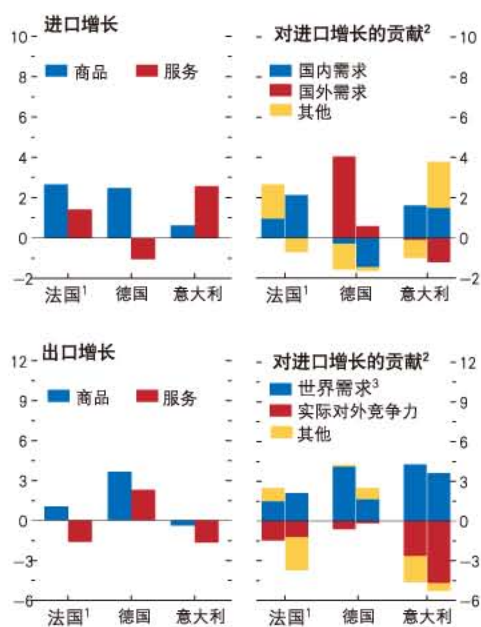 进口增长
10
8
6
4
2
0
−2
商品
服务
法国¹
德国
意大利
对进口增长的贡献²
10
8
6
4
2
0
−2
国内需求
国外需求
其他
法国¹
德国
意大利
出口增长
12
9
6
3
0
−3
−6
商品
服务
法国¹
德国
意大利
对进口增长的贡献²
12
9
6
3
0
−3
−6
世界需求³
实际对外竞争力
其他
法国¹
德国
意大利